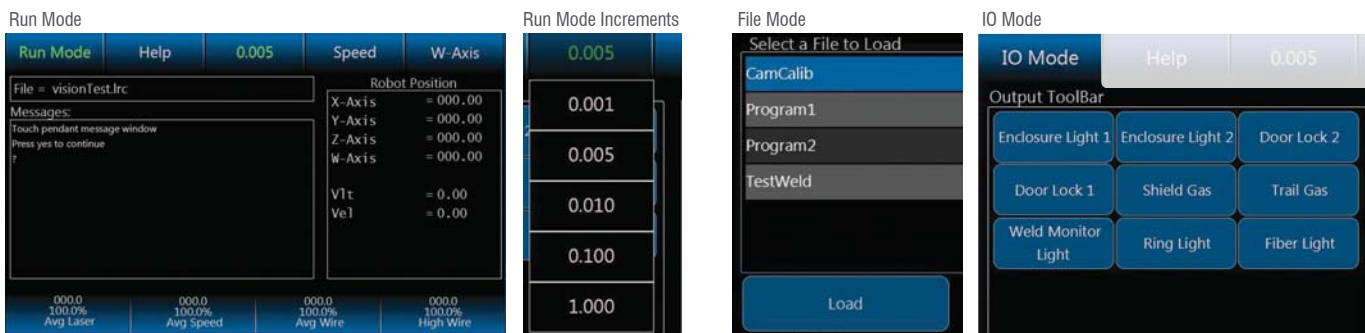 Run Mode
Run Mode Help 0.005 Speed W-Axis
File = visionTest.lrc
Messages:
Touch pendant message window
Press yes to continue
?
Robot Position
X-Axis = 000.00
Y-Axis = 000.00
Z-Axis = 000.00
W-Axis = 000.00
Vlt = 0.00
Vel = 0.00
000.0 000.0 000.0 000.0
100.0% 100.0% 100.0% 100.0%
Avg Laser Avg Speed Avg Wire High Wire
Run Mode Increments
0.005
0.001
0.005
0.010
0.100
1.000
File Mode
Select a File to Load
CamCalib
Program1
Program2
TestWeld
Load
IO Mode
IO Mode Help 0.005
Output ToolBar
Enclosure Light 1 Enclosure Light 2 Door Lock 2
Door Lock 1 Shield Gas Trail Gas
Weld Monitor
Light Ring Light Fiber Light